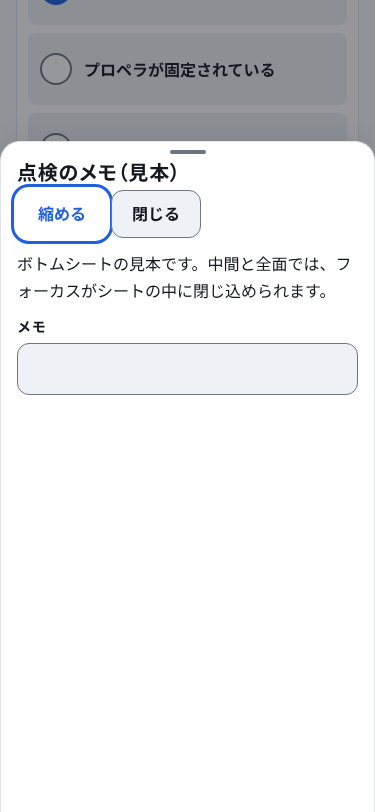 プロペラが固定されている
点検のメモ（見本）
縮める
閉じる
ボトムシートの見本です。中間と全面では、フ
ォーカスがシートの中に閉じ込められます。
メモ